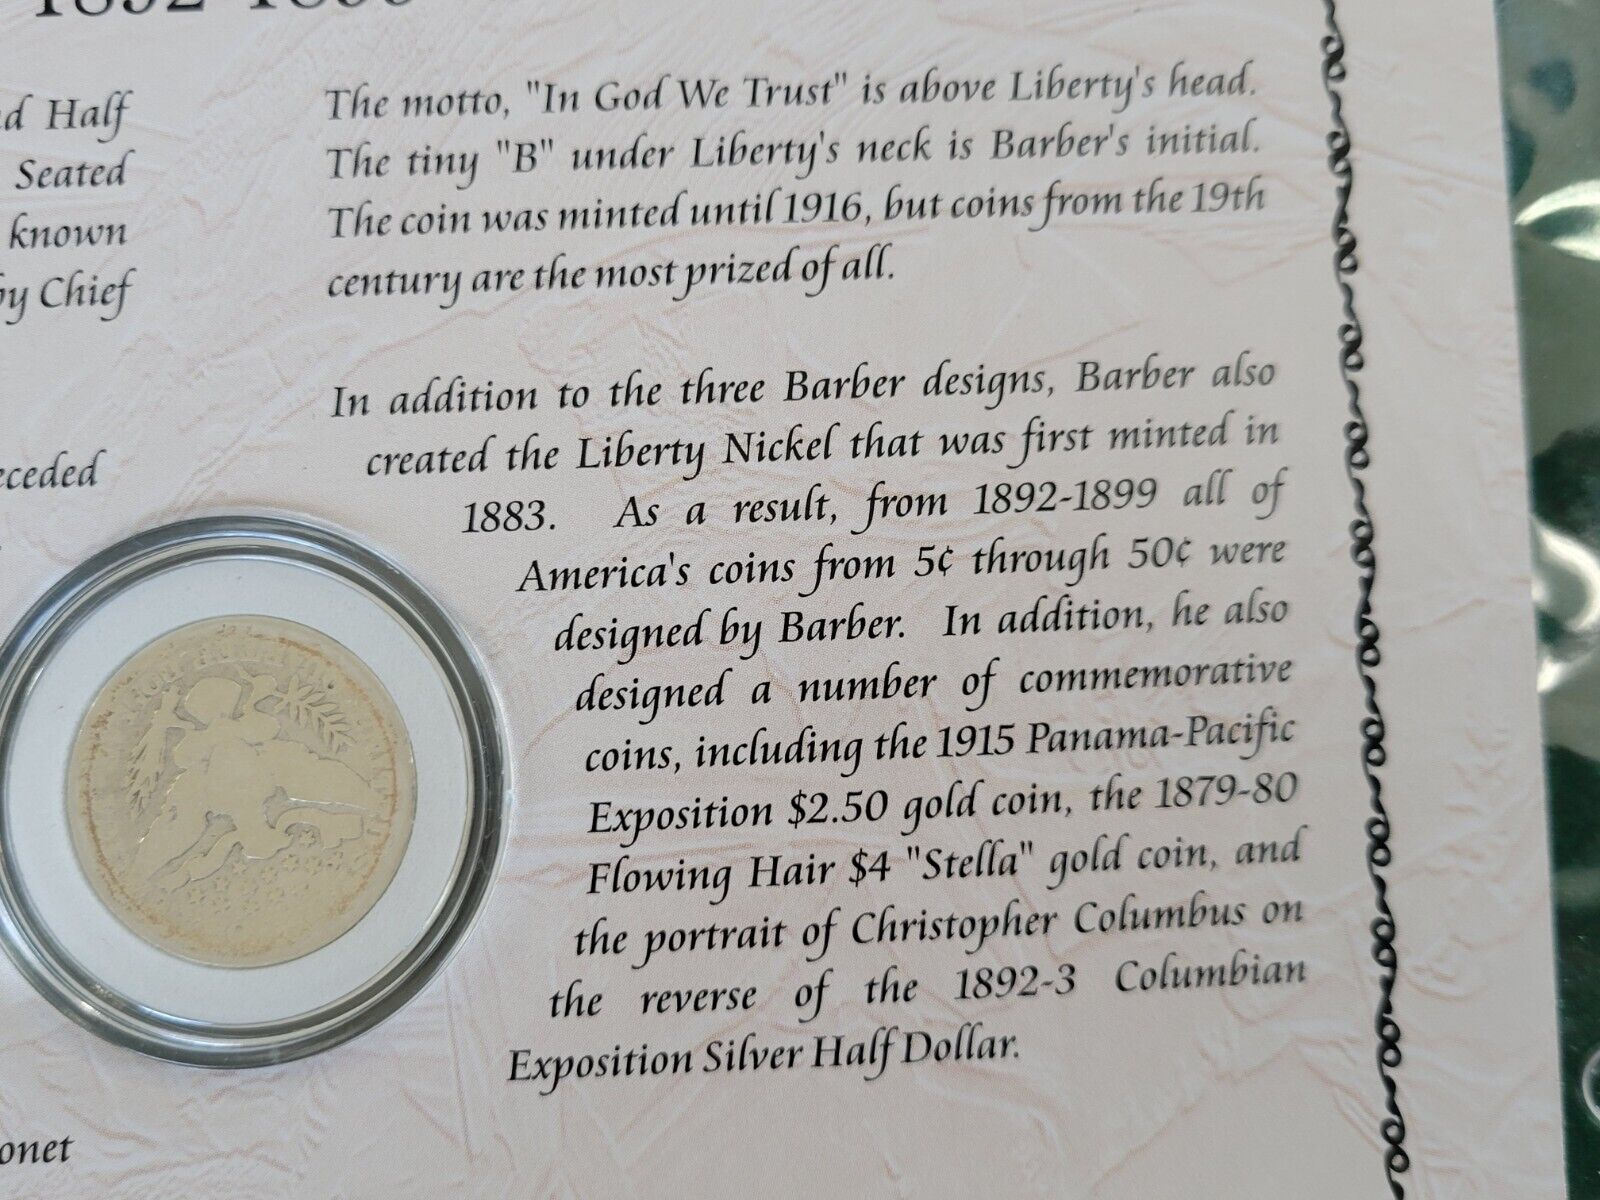 Half
Seated
known
Chief
The motto, "In God We Trust" is above Liberty's head.
The tiny "B" under Liberty's neck is Barber's initial.
The coin was minted until 1916, but coins from the 19th
century are the most prized of all.
In addition to the three Barber designs, Barber also
created the Liberty Nickel that was first minted in
1883. As a result, from 1892-1899 all of
America's coins from 5¢ through 50¢ were
designed by Barber. In addition, he also
designed a number of commemorative
coins, including the 1915 Panama-Pacific
Exposition $2.50 gold coin, the 1879-80
Flowing Hair $4 "Stella" gold coin, and
the portrait of Christopher Columbus on
the reverse of the 1892-3 Columbian
Exposition Silver Half Dollar.